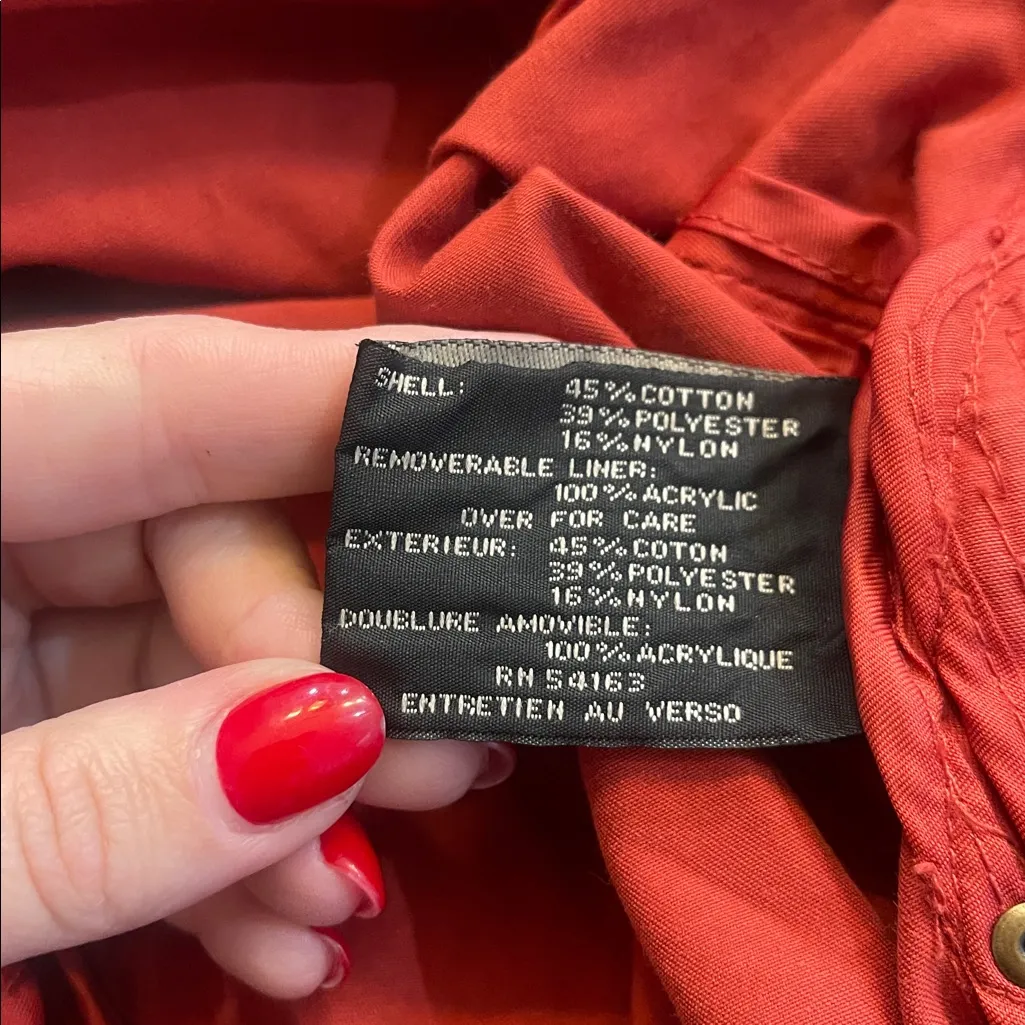 SHELL: 45% COTTON
39% POLYESTER
16% NYLON
REMOVERABLE LINER:
100% ACRYLIC
OVER FOR CARE
EXTERIEUR: 45% COTON
39% POLYESTER
16% NYLON
DOUBLURE AMOVIBLE:
100% ACRYLIQUE
RN 54163
ENTRETIEN AU VERSO